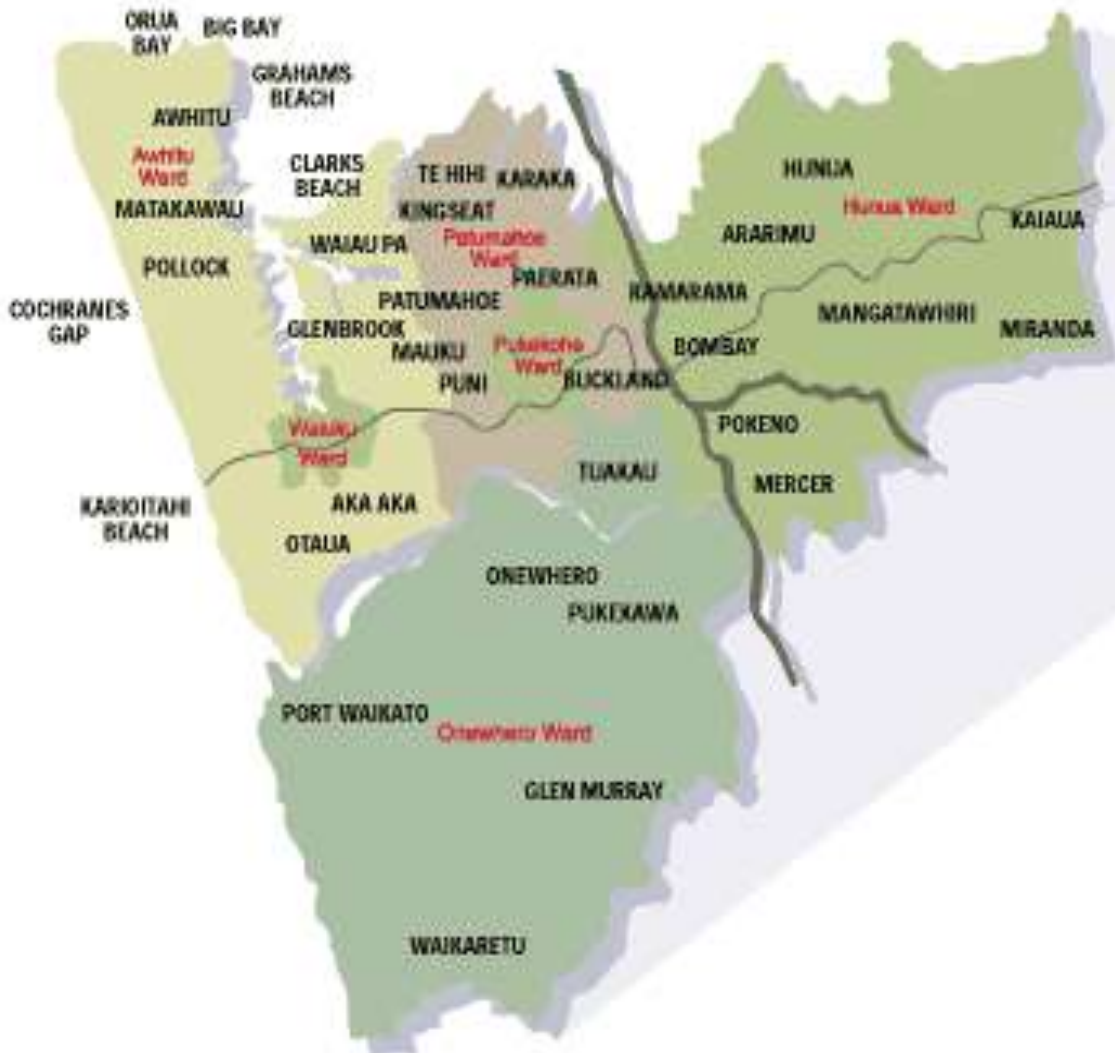 ORUA
BAY
BIG BAY
GRAHAMS
BEACH
AWHITU
Awhitu
Ward
CLARKS
BEACH
TE HIHI
KARAKA
HUNUA
MATAKAWAU
KINGSEAT
Hunua Ward
KAIAUA
WAIAU PA
Patumahoe
Ward
ARARIMU
POLLOCK
PAERATA
PATUMAHOE
RAMARAMA
COCHRANES
GAP
GLENBROOK
MANGATAWHIRI
MIRANDA
MAUKU
Pukekohe
Ward
BOMBAY
PUNI
BUCKLAND
Waiuku
Ward
POKENO
TUAKAU
MERCER
KARIOITAHI
BEACH
AKA AKA
OTAUA
ONEWHERO
PUKEKAWA
PORT WAIKATO
Onewhero Ward
GLEN MURRAY
WAIKARETU